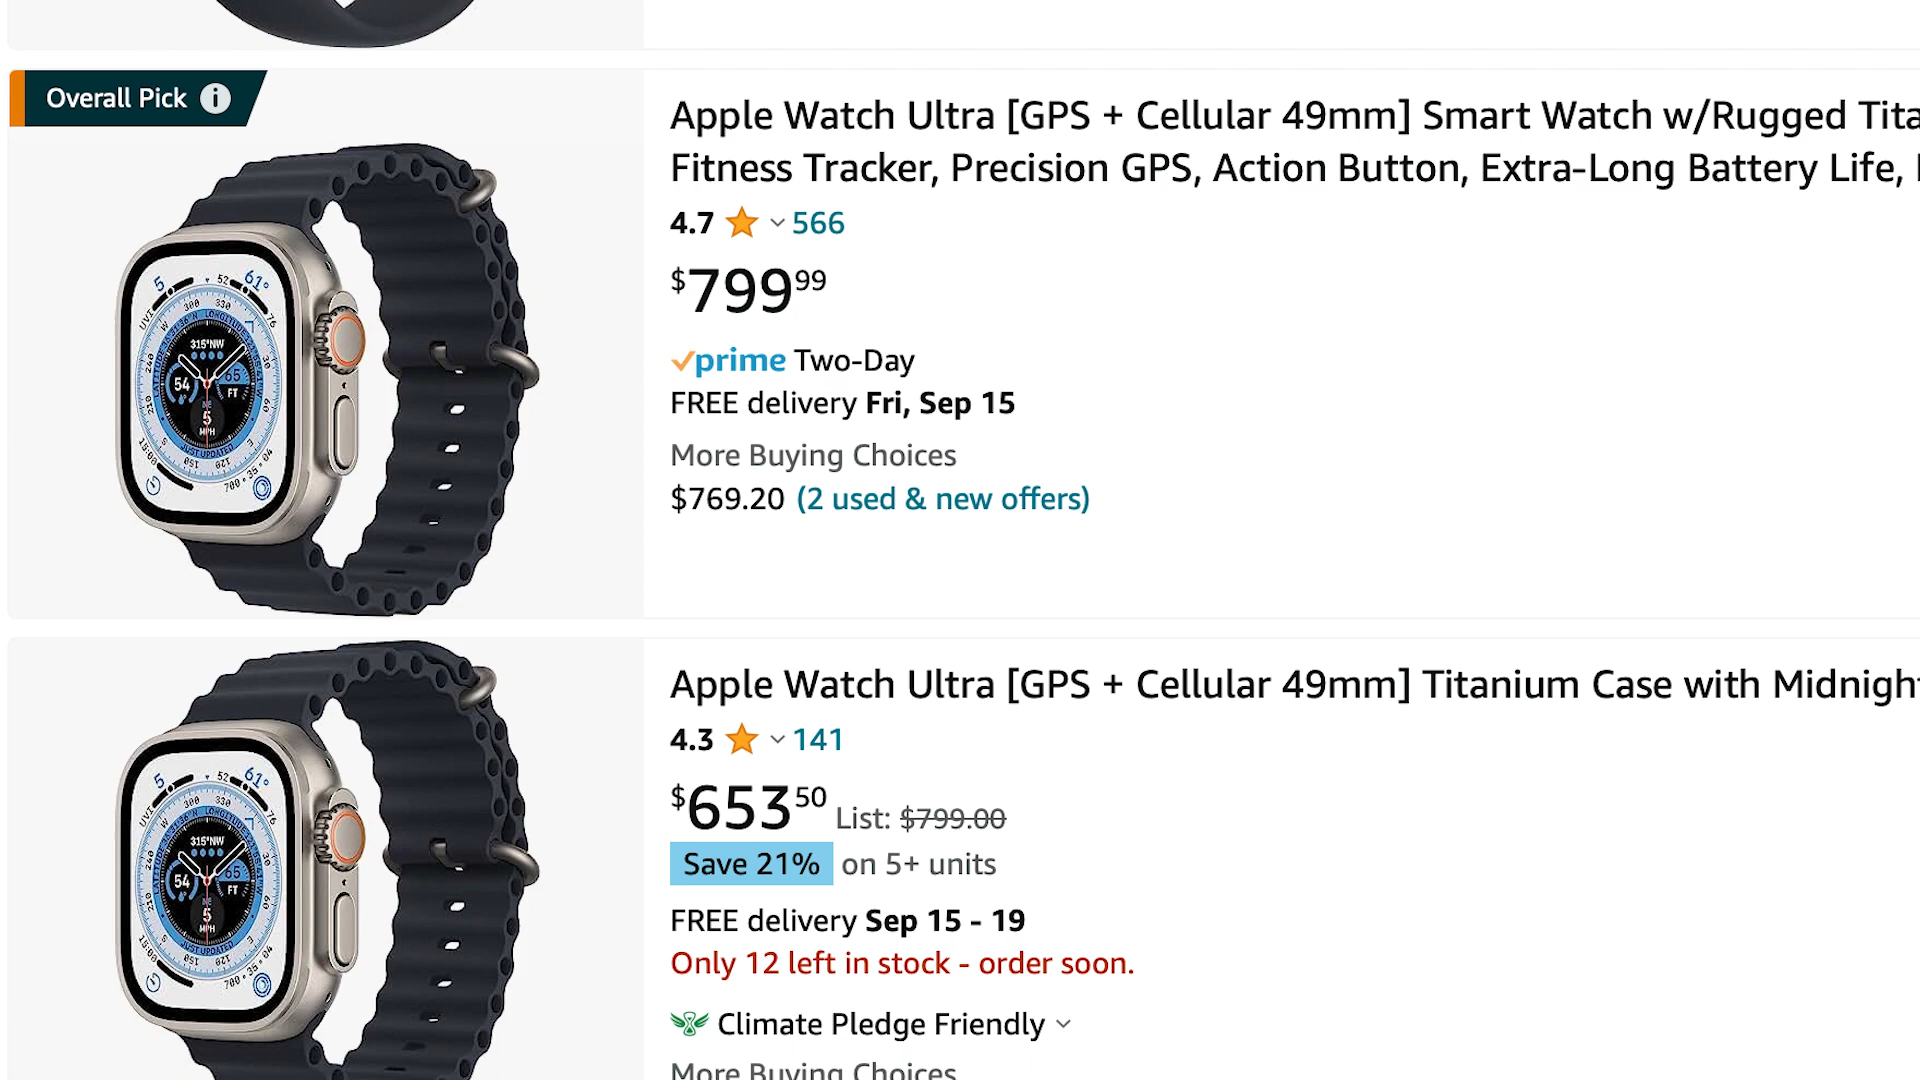 Overall Pick
Apple Watch Ultra [GPS + Cellular 49mm] Smart Watch w/Rugged
Fitness Tracker, Precision GPS, Action Button, Extra-Long Battery Life,
4.7 566
$799.99
prime Two-Day
FREE delivery Fri, Sep 15
More Buying Choices
$769.20 (2 used & new offers)
Apple Watch Ultra [GPS + Cellular 49mm] Titanium Case with
4.3 141
$653.50 List: $799.00
Save 21% on 5+ units
FREE delivery Sep 15 - 19
Only 12 left in stock - order soon.
Climate Pledge Friendly
More Buying Choices